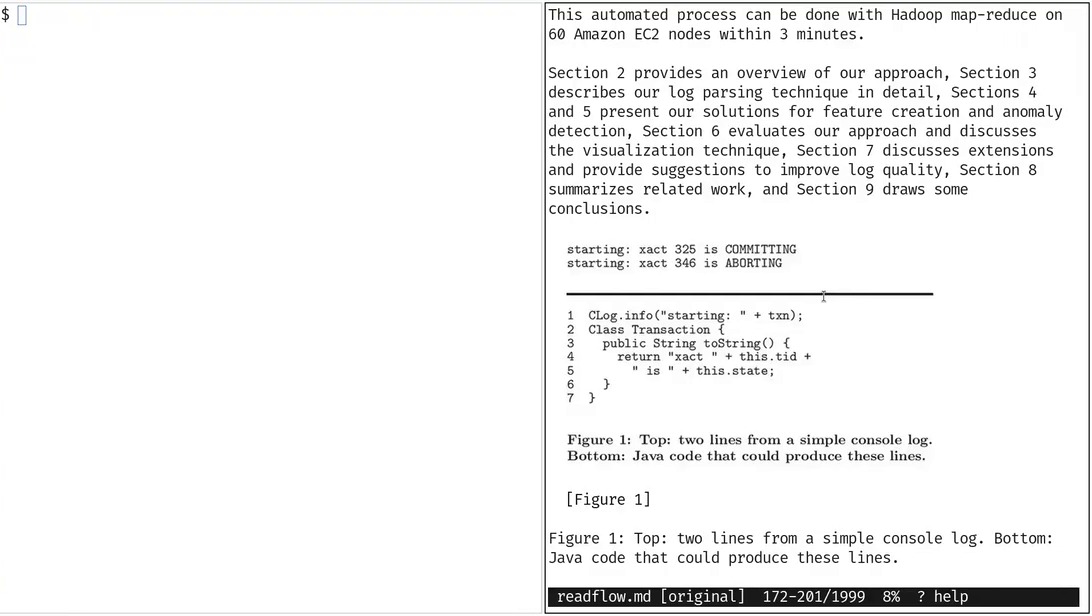 $
This automated process can be done with Hadoop map-reduce on
60 Amazon EC2 nodes within 3 minutes.
Section 2 provides an overview of our approach, Section 3
describes our log parsing technique in detail, Sections 4
and 5 present our solutions for feature creation and anomaly
detection, Section 6 evaluates our approach and discusses
the visualization technique, Section 7 discusses extensions
and provide suggestions to improve log quality, Section 8
summarizes related work, and Section 9 draws some
conclusions.
starting: xact 325 is COMMITTING
starting: xact 346 is ABORTING
1 CLog.info("starting: " + txn);
2 Class Transaction {
3 public String toString() {
4 return "xact " + this.tid +
5 " is " + this.state;
6 }
7 }
Figure 1: Top: two lines from a simple console log.
Bottom: Java code that could produce these lines.
[Figure 1]
Figure 1: Top: two lines from a simple console log. Bottom:
Java code that could produce these lines.
readflow.md [original] 172-201/1999 8% ? help